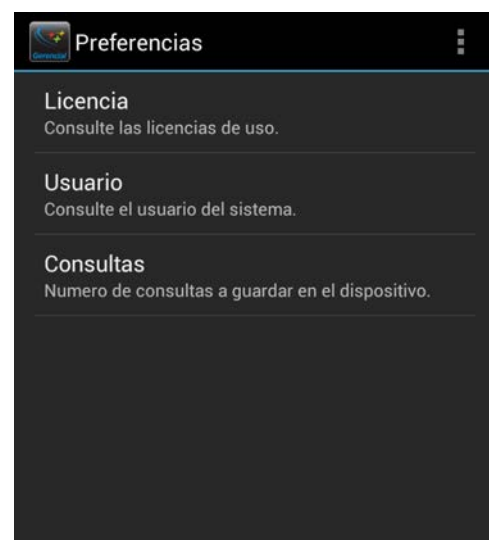 Gerencial
Preferencias
Licencia
Consulte las licencias de uso.
Usuario
Consulte el usuario del sistema.
Consultas
Numero de consultas a guardar en el dispositivo.